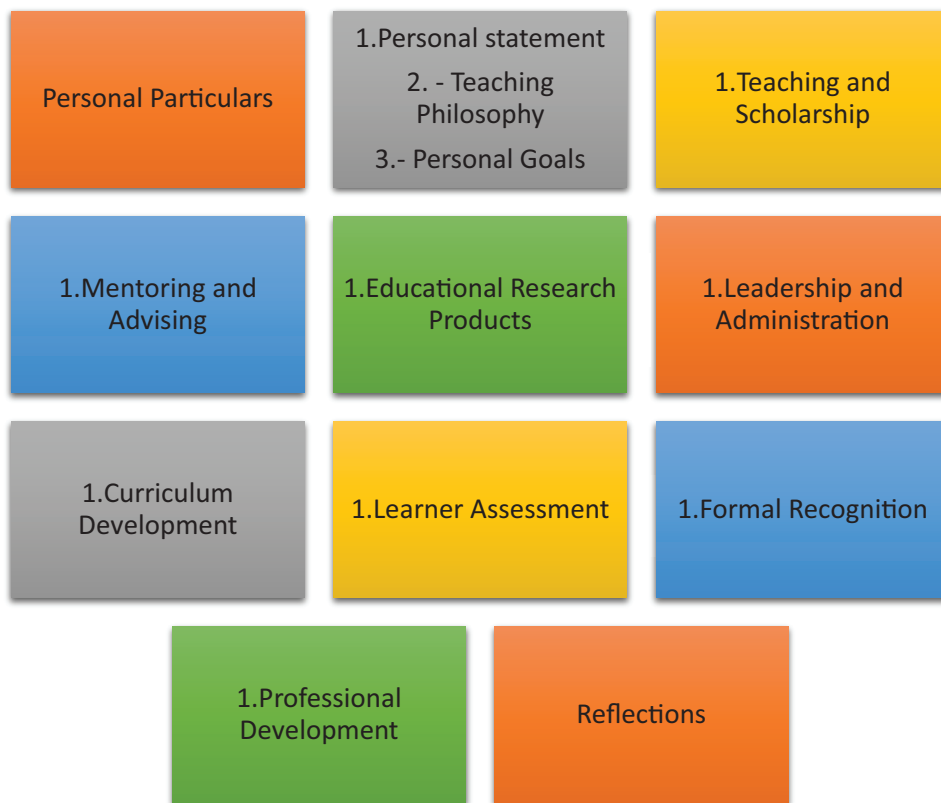 Personal Particulars
1.Personal statement
2. - Teaching
Philosophy
3.- Personal Goals
1.Teaching and
Scholarship
1.Mentoring and
Advising
1.Educational Research
Products
1.Leadership and
Administration
1.Curriculum
Development
1.Learner Assessment
1.Formal Recognition
1.Professional
Development
Reflections